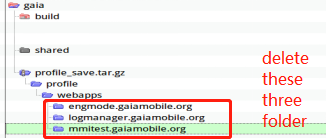 gaia
build
shared
profile_save.tar.gz
profile
webapps
engmode.gaiamobile.org
logmanager.gaiamobile.org
mmitest.gaiamobile.org
delete
these
three
folder